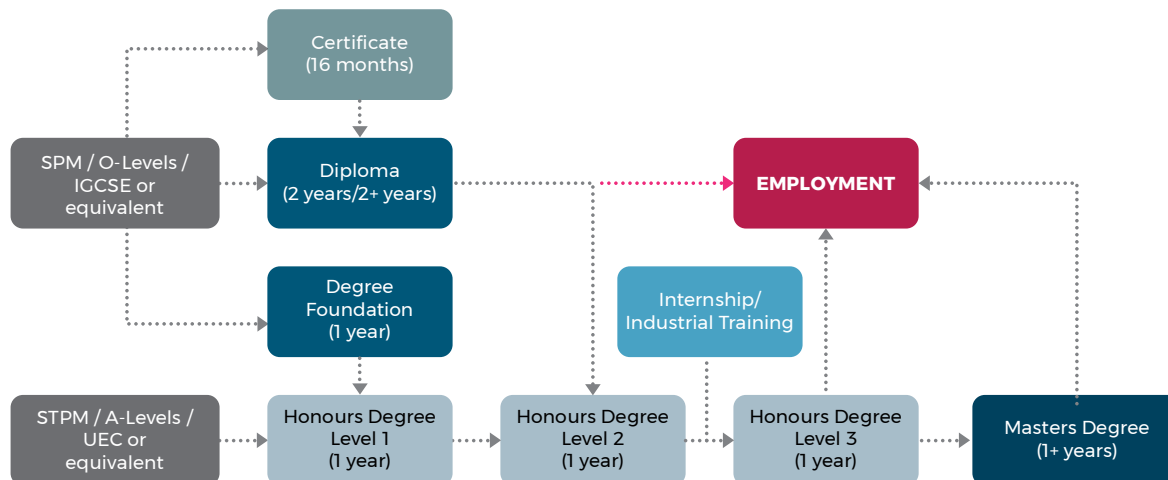 Certificate
(16 months)
SPM / O-Levels /
IGCSE or
equivalent
Diploma
(2 years/2+ years)
EMPLOYMENT
Degree
Foundation
(1 year)
Internship/
Industrial Training
STPM / A-Levels /
UEC or
equivalent
Honours Degree
Level 1
(1 year)
Honours Degree
Level 2
(1 year)
Honours Degree
Level 3
(1 year)
Masters Degree
(1+ years)